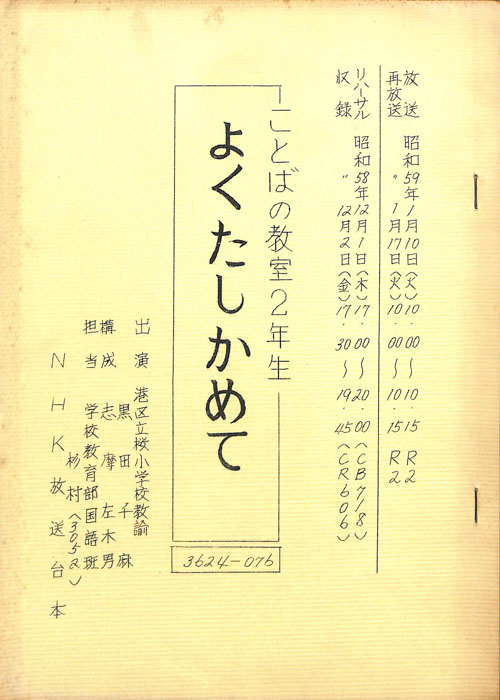 放送　昭和59年1月10日(火)10.00〜10.15　R2
再放送　〃　1月17日(火)10.00〜10.15　R2
リハーサル　昭和58年12月1日(木)17.00〜20.00(CB718)
収録　〃　12月2日(金)17.30〜19.45(CR606)
ことばの教室2年生
よくたしかめて
3624-076
出演　港区立桜小学校教諭
黒田千麻
構成　志摩左木男
担当　学校教育部国語班
杉村(3052)
NHK放送台本